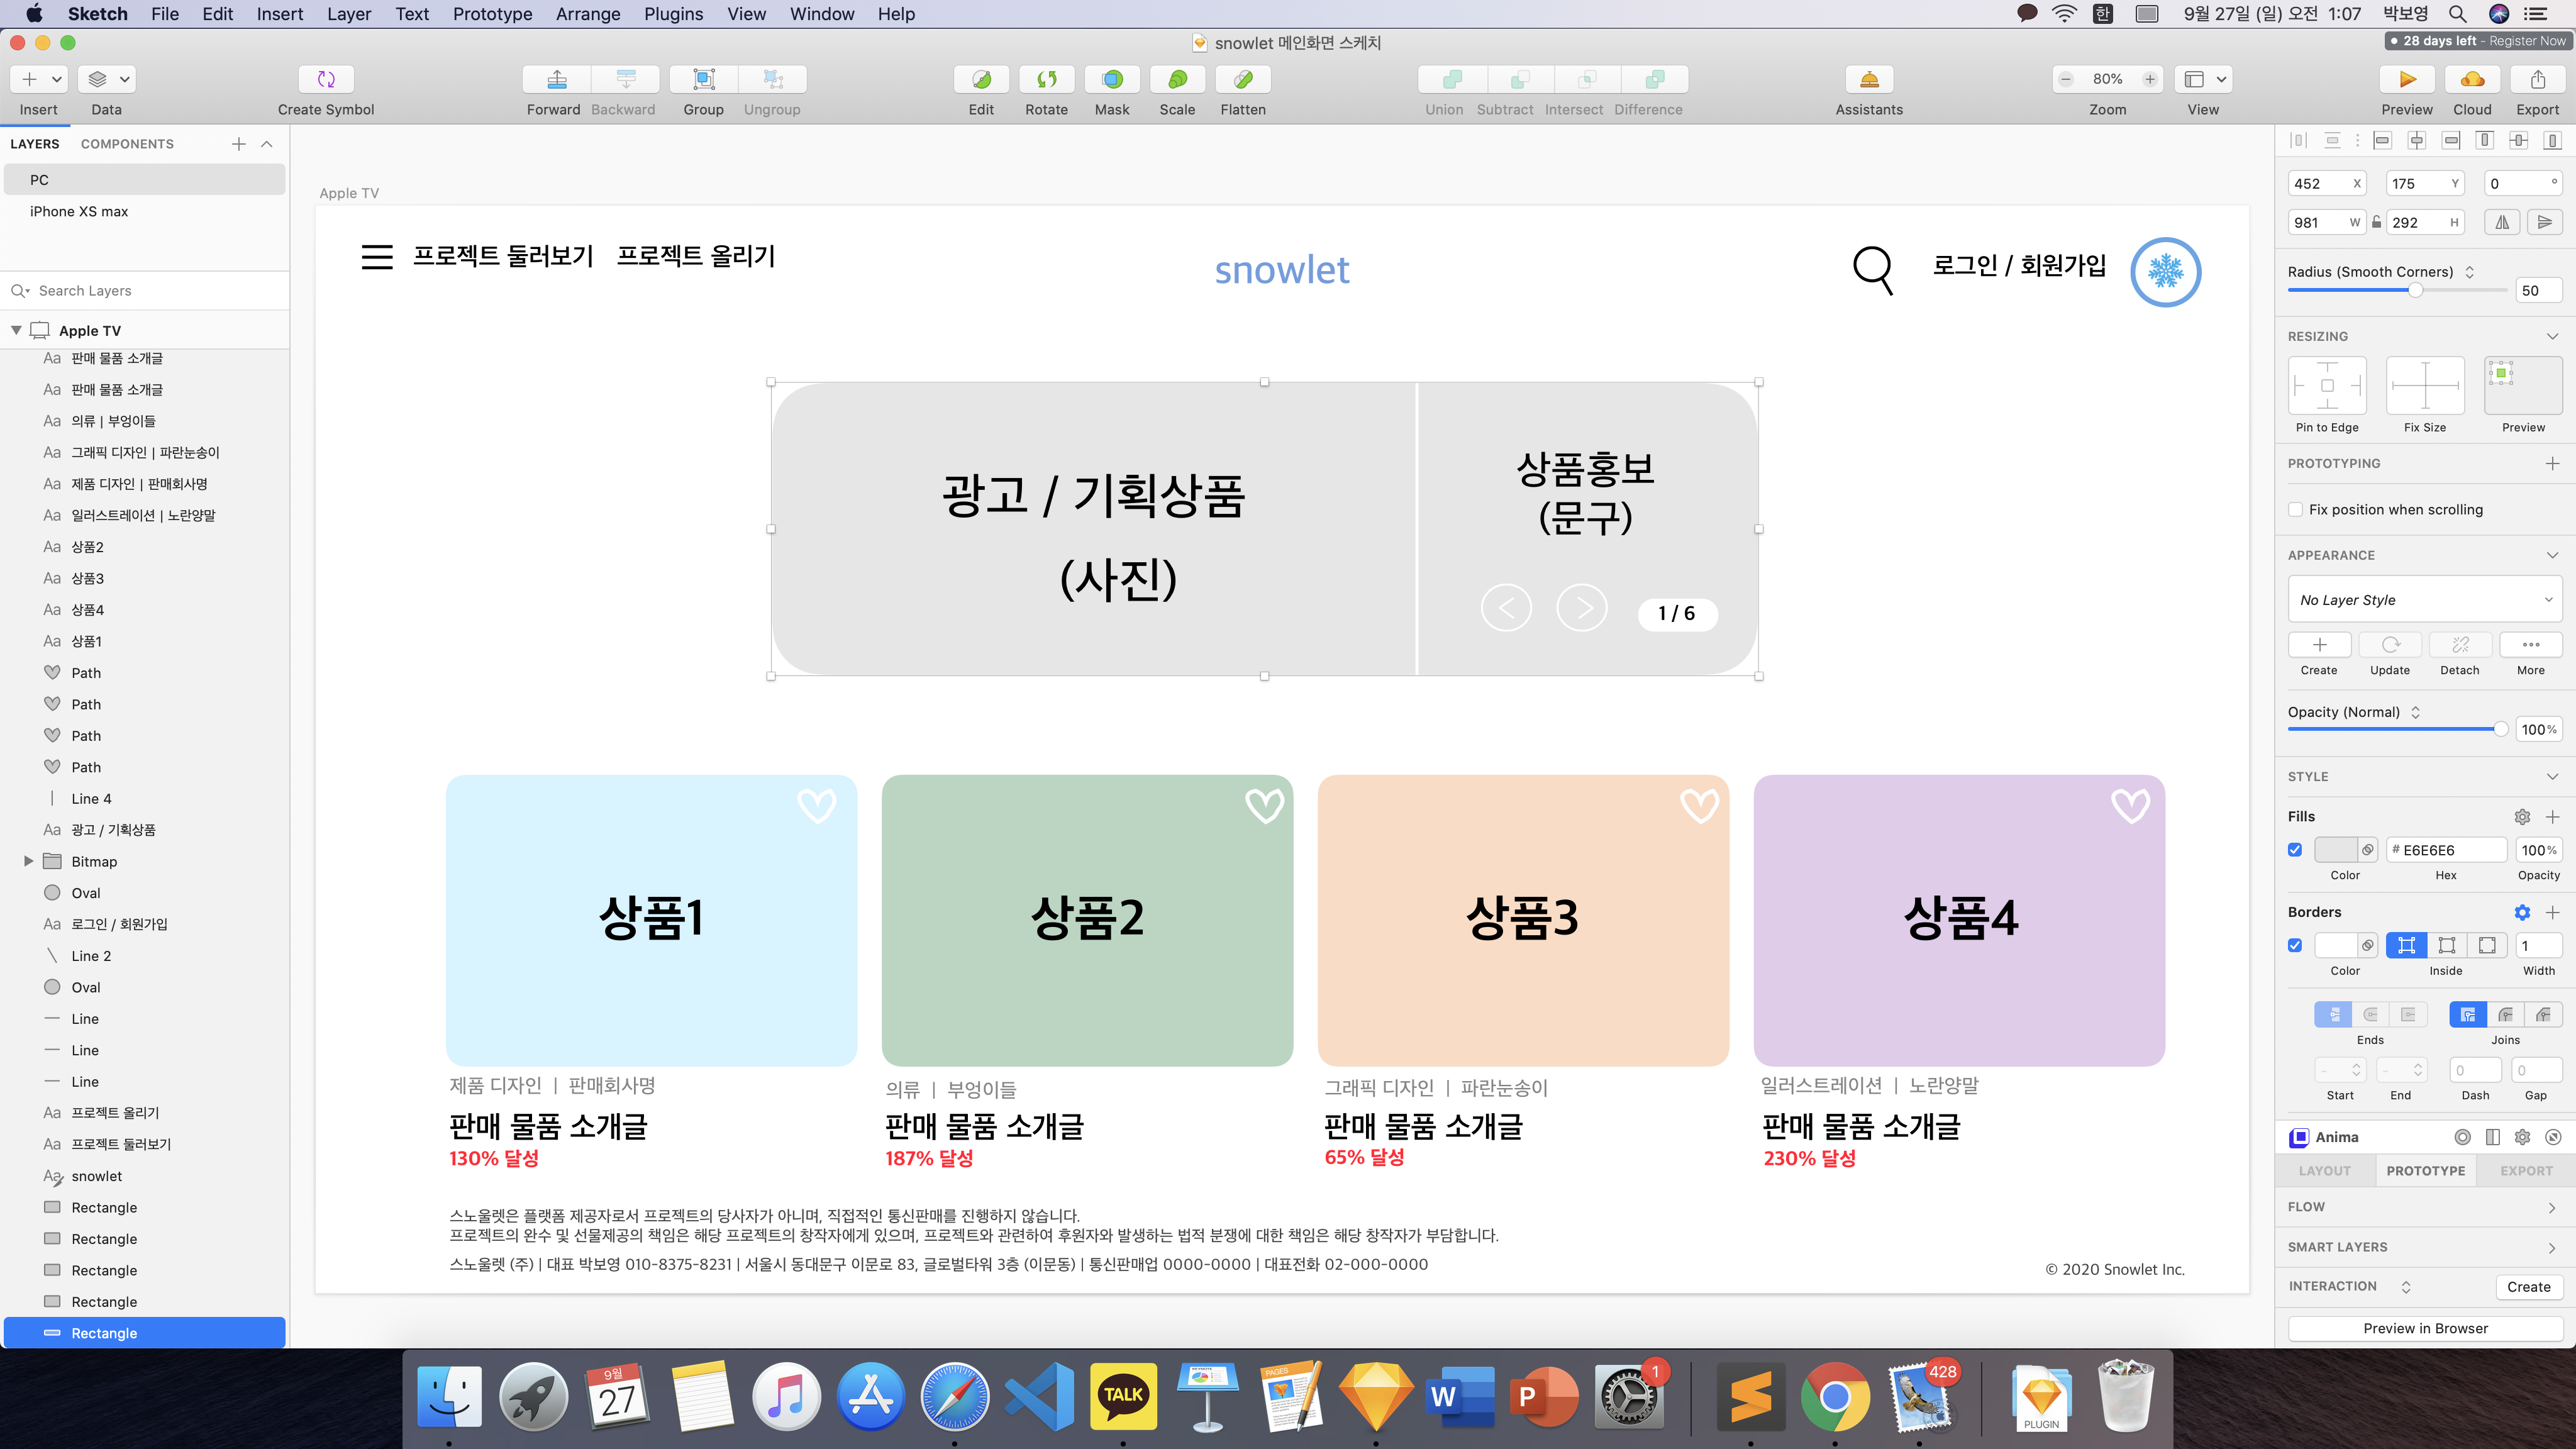 Sketch File Edit Insert Layer Text Prototype Arrange Plugins View Window Help
한 9월 27일 (일) 오전 1:07 박보영
snowlet 메인화면 스케치
28 days left - Register Now
80%
Insert Data Create Symbol Forward Backward Group Ungroup Edit Rotate Mask Scale Flatten Union Subtract Intersect Difference Assistants Zoom View Preview Cloud Export
LAYERS COMPONENTS
PC
iPhone XS max
Search Layers
Apple TV
Aa 판매 물품 소개글
Aa 판매 물품 소개글
Aa 의류 | 부엉이들
Aa 그래픽 디자인 | 파란눈송이
Aa 제품 디자인 | 판매회사명
Aa 일러스트레이션 | 노란양말
Aa 상품2
Aa 상품3
Aa 상품4
Aa 상품1
Path
Path
Path
Path
Line 4
Aa 광고 / 기획상품
Bitmap
Oval
Aa 로그인 / 회원가입
Line 2
Oval
Line
Line
Line
Aa 프로젝트 올리기
Aa 프로젝트 둘러보기
Aa snowlet
Rectangle
Rectangle
Rectangle
Rectangle
Rectangle
Apple TV
프로젝트 둘러보기 프로젝트 올리기
snowlet
로그인 / 회원가입
광고 / 기획상품
(사진)
상품홍보
(문구)
1 / 6
상품1
상품2
상품3
상품4
제품 디자인 | 판매회사명
판매 물품 소개글
130% 달성
의류 | 부엉이들
판매 물품 소개글
187% 달성
그래픽 디자인 | 파란눈송이
판매 물품 소개글
65% 달성
일러스트레이션 | 노란양말
판매 물품 소개글
230% 달성
스노울렛은 플랫폼 제공자로서 프로젝트의 당사자가 아니며, 직접적인 통신판매를 진행하지 않습니다.
프로젝트의 완수 및 선물제공의 책임은 해당 프로젝트의 창작자에게 있으며, 프로젝트와 관련하여 후원자와 발생하는 법적 분쟁에 대한 책임은 해당 창작자가 부담합니다.
스노울렛 (주) | 대표 박보영 010-8375-8231 | 서울시 동대문구 이문로 83, 글로벌타워 3층 (이문동) | 통신판매업 0000-0000 | 대표전화 02-000-0000
© 2020 Snowlet Inc.
452 X 175 Y 0 °
981 W 292 H
Radius (Smooth Corners)
50
RESIZING
Pin to Edge Fix Size Preview
PROTOTYPING
Fix position when scrolling
APPEARANCE
No Layer Style
Create Update Detach More
Opacity (Normal)
100%
STYLE
Fills
# E6E6E6 100%
Color Hex Opacity
Borders
1
Color Inside Width
Ends Joins
- - 0 0
Start End Dash Gap
Anima
LAYOUT PROTOTYPE EXPORT
FLOW
SMART LAYERS
INTERACTION Create
Preview in Browser
9월
27
TALK
PAGES
W
P
1
428
PLUGIN